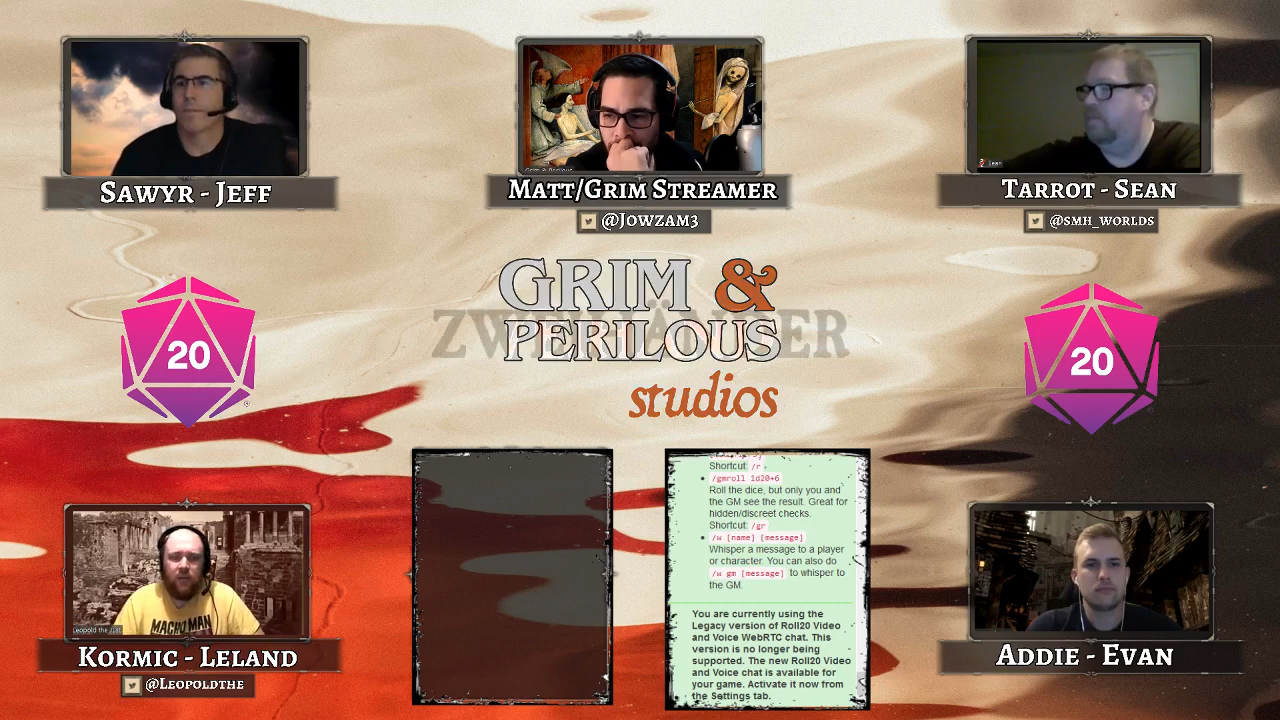 SAWYR - JEFF
MATT/GRIM STREAMER
@JOWZAM3
TARROT - SEAN
@SMH_WORLDS
GRIM &
PERILOUS
studios
20
20
Shortcut: /r
/gmroll 1d20+6
Roll the dice, but only you and
the GM see the result. Great for
hidden/discreet checks.
Shortcut: /gr
/w [name] [message]
Whisper a message to a player
or character. You can also do
/w gm [message] to whisper to
the GM.
You are currently using the
Legacy version of Roll20 Video
and Voice WebRTC chat. This
version is no longer being
supported. The new Roll20 Video
and Voice chat is available for
your game. Activate it now from
the Settings tab.
MACHO MAN
KORMIC - LELAND
@LEOPOLDTHE
ADDIE - EVAN